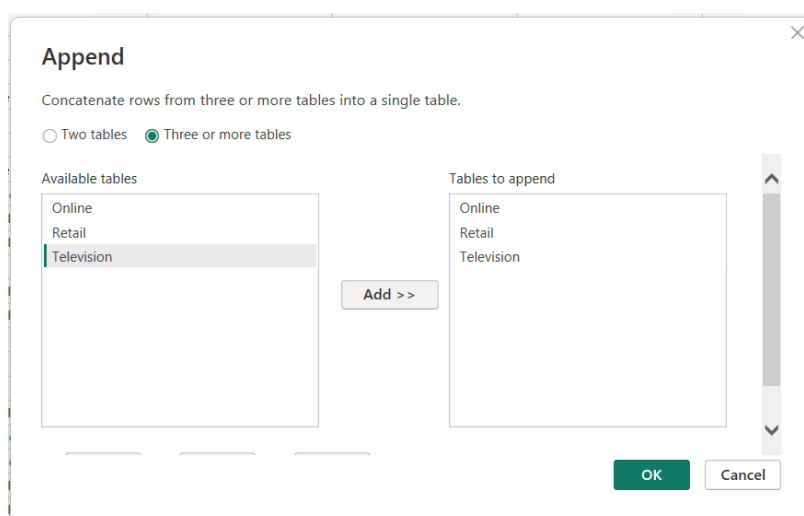 Append
Concatenate rows from three or more tables into a single table.
Two tables Three or more tables
Available tables
Online
Retail
Television
Add >>
Tables to append
Online
Retail
Television
OK Cancel